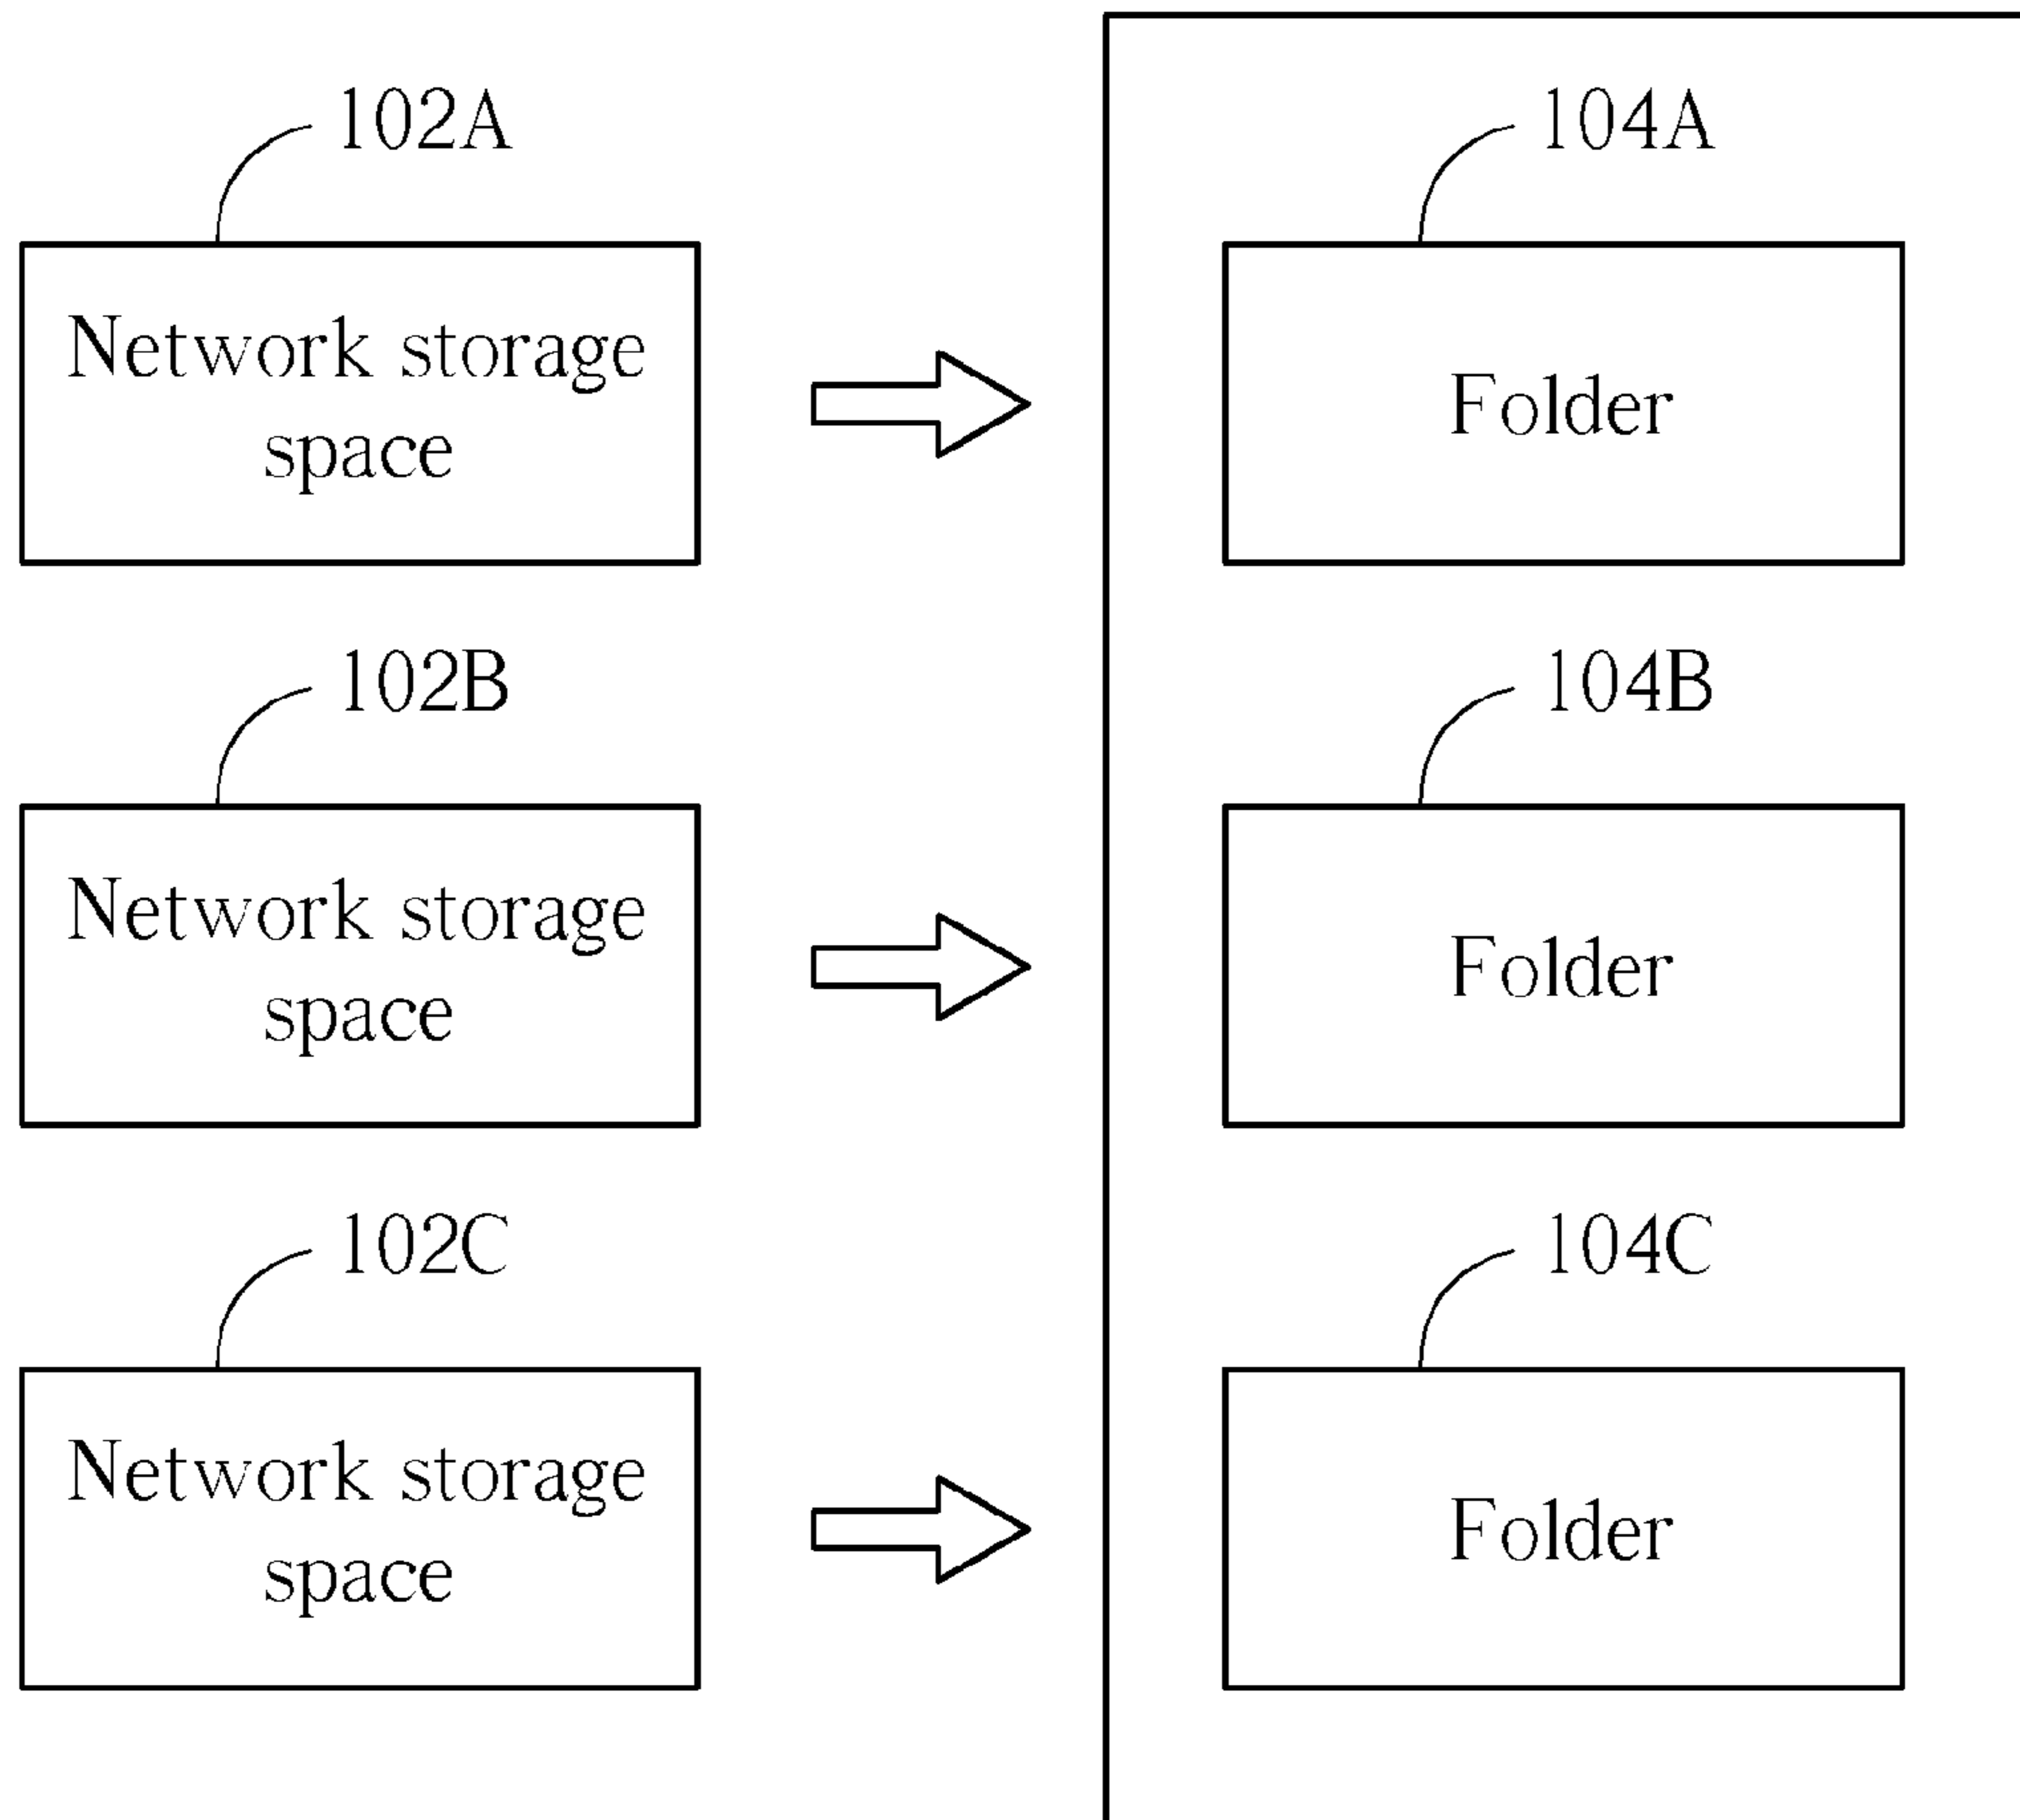 102A
104A
Network storage
space
Folder
102B
104B
Network storage
space
Folder
102C
104C
Network storage
space
Folder